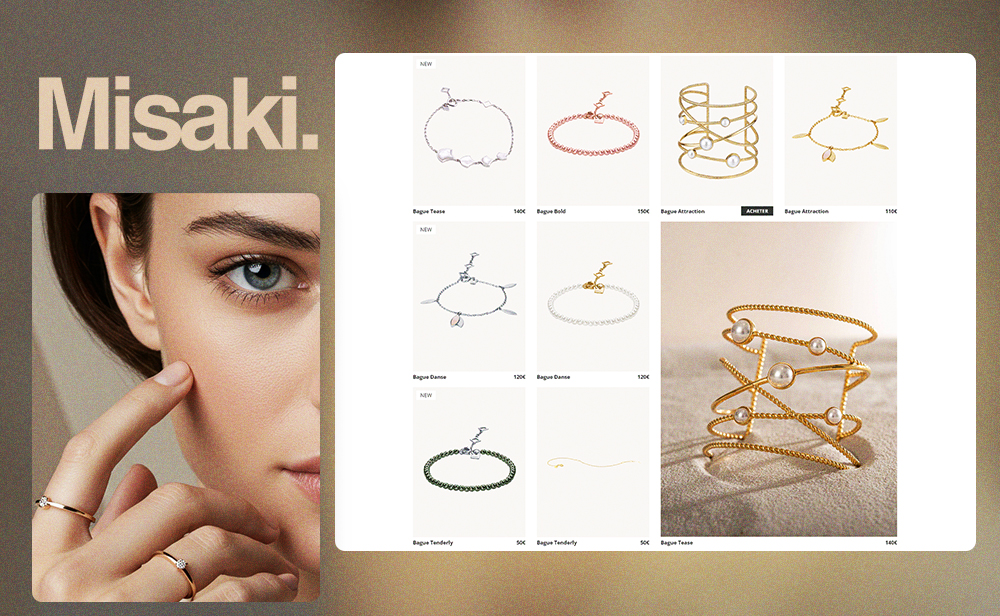 Misaki.
NEW
Bague Tease 140€
Bague Bold 150€
Bague Attraction ACHETER
Bague Attraction 110€
NEW
Bague Danse 120€
Bague Danse 120€
NEW
Bague Tenderly 50€
Bague Tenderly 50€
Bague Tease 140€